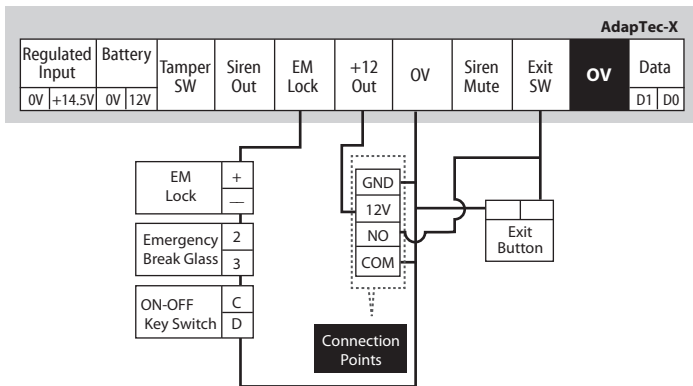 AdapTec-X
Regulated
Input
0V +14.5V
Battery
0V 12V
Tamper
SW
Siren
Out
EM
Lock
+12
Out
OV
Siren
Mute
Exit
SW
OV
Data
D1 D0
EM
Lock
+
—
Emergency
Break Glass
2
3
ON-OFF
Key Switch
C
D
GND
12V
NO
COM
Connection
Points
Exit
Button